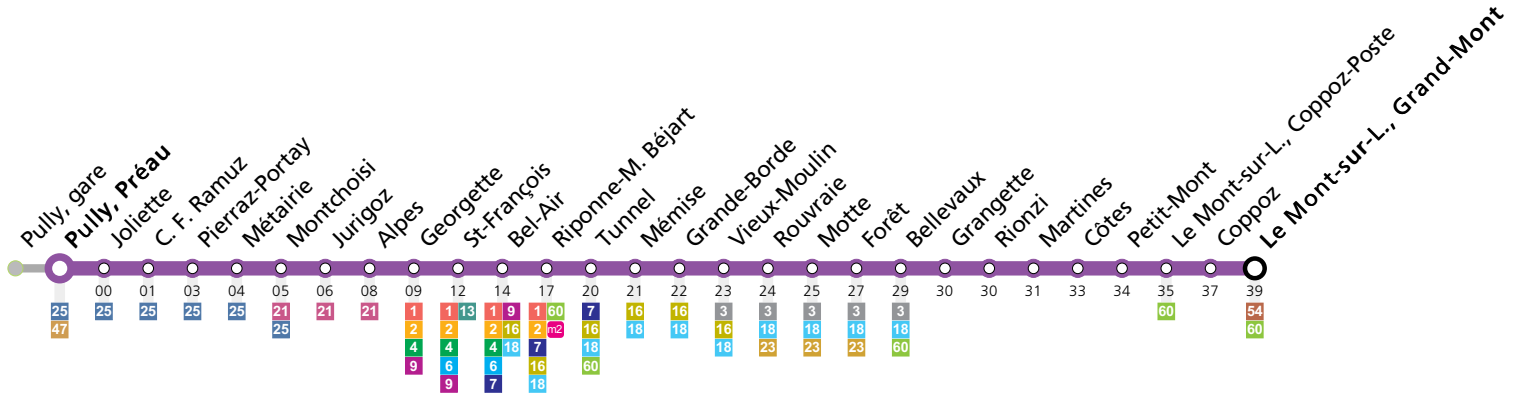 Pully, gare
Pully, Préau
Joliette
C. F. Ramuz
Pierraz-Portay
Métairie
Montchoisi
Jurigoz
Alpes
Georgette
St-François
Bel-Air
Riponne-M. Béjart
Tunnel
Mémise
Grande-Borde
Vieux-Moulin
Rouvraie
Motte
Forêt
Bellevaux
Grangette
Rionzi
Martines
Côtes
Petit-Mont
Le Mont-sur-L., Coppoz-Poste
Coppoz
Le Mont-sur-L., Grand-Mont
00 01 03 04 05 06 08 09 12 14 17 20 21 22 23 24 25 27 29 30 30 31 33 34 35 37 39
25 25 25 25 25 21 21 21 1 1 13 1 9 1 60 7 16 16 3 3 3 3 3 60 54
47 25 2 2 2 16 2 m2 16 18 18 16 18 18 18 18 60
4 4 4 18 7 18 18 23 23 23 60
9 6 6 16 60
9 7 18